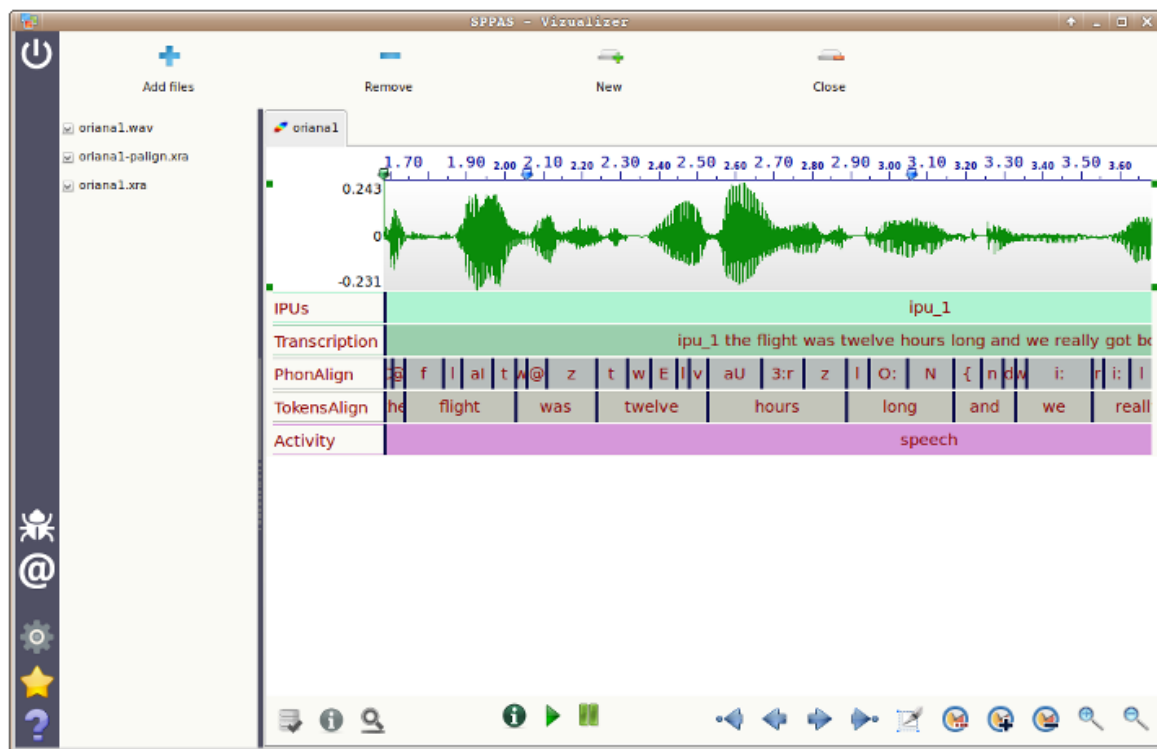 SPPAS - Vizualizer
Add files Remove New Close
oriana1.wav
oriana1-palign.xra
oriana1.xra
oriana1
1.70 1.90 2.00 2.10 2.20 2.30 2.40 2.50 2.60 2.70 2.80 2.90 3.00 3.10 3.20 3.30 3.40 3.50 3.60
0.243
0
-0.231
IPUs ipu_1
Transcription ipu_1 the flight was twelve hours long and we really got bo
PhonAlign @ f l aI t w @ z t w E l v aU 3:r z l O: N { n d w i: r i: l
TokensAlign he flight was twelve hours long and we reall
Activity speech